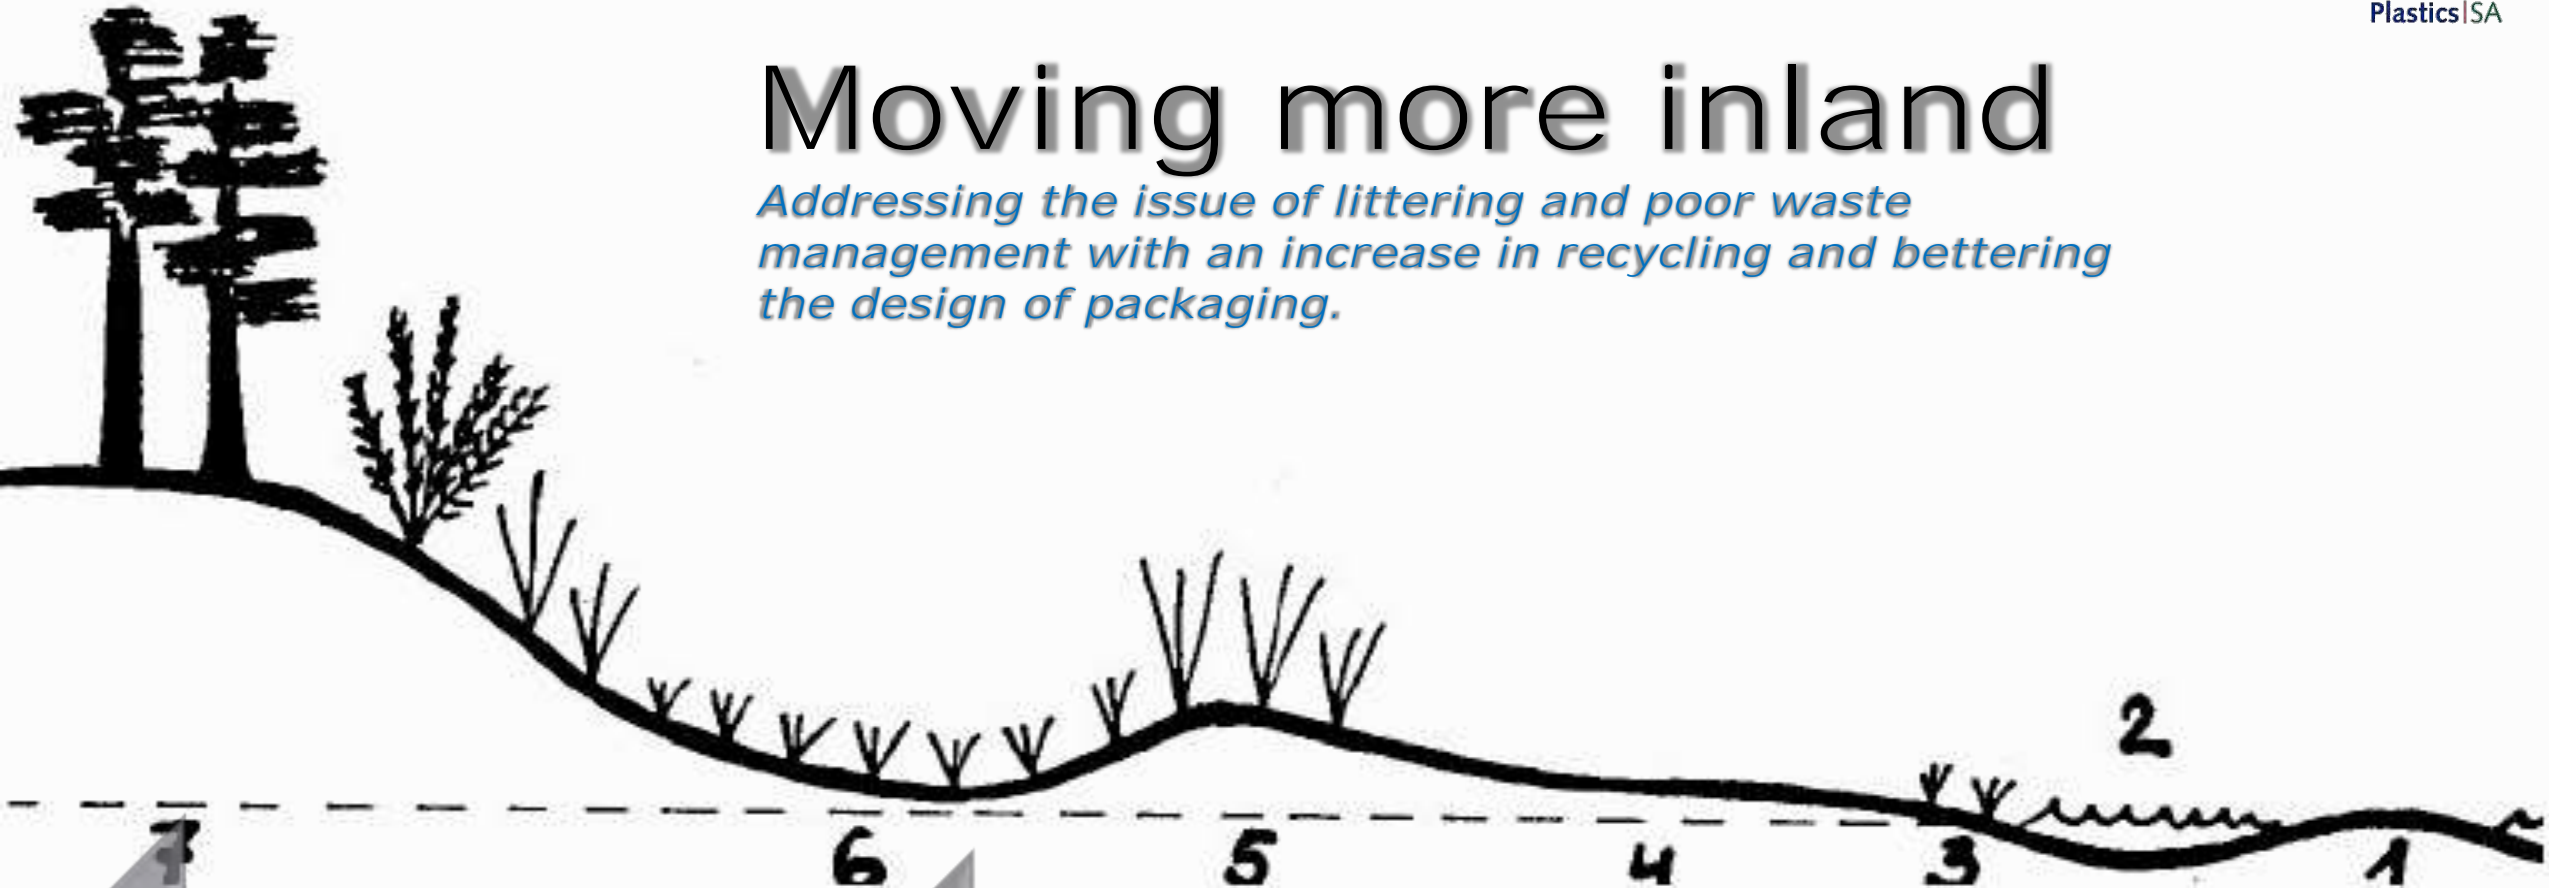 Plastics|SA
Moving more inland
Addressing the issue of littering and poor waste
management with an increase in recycling and bettering
the design of packaging.
2
7 6 5 4 3 1